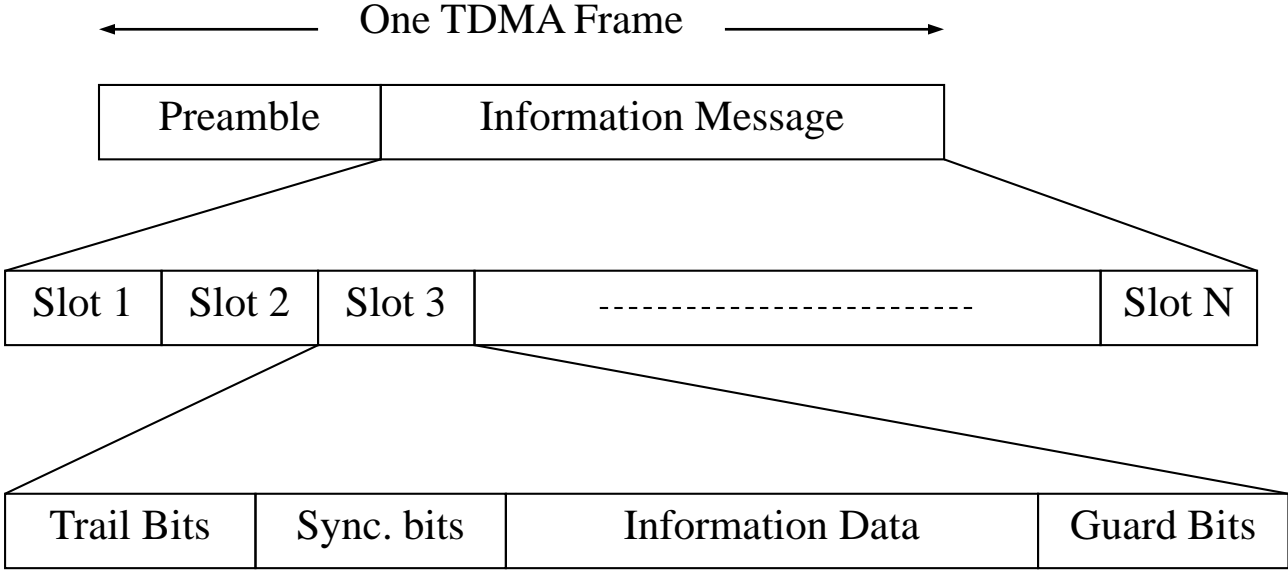 One TDMA Frame
Preamble Information Message
Slot 1 Slot 2 Slot 3 Slot N
Trail Bits Sync. bits Information Data Guard Bits